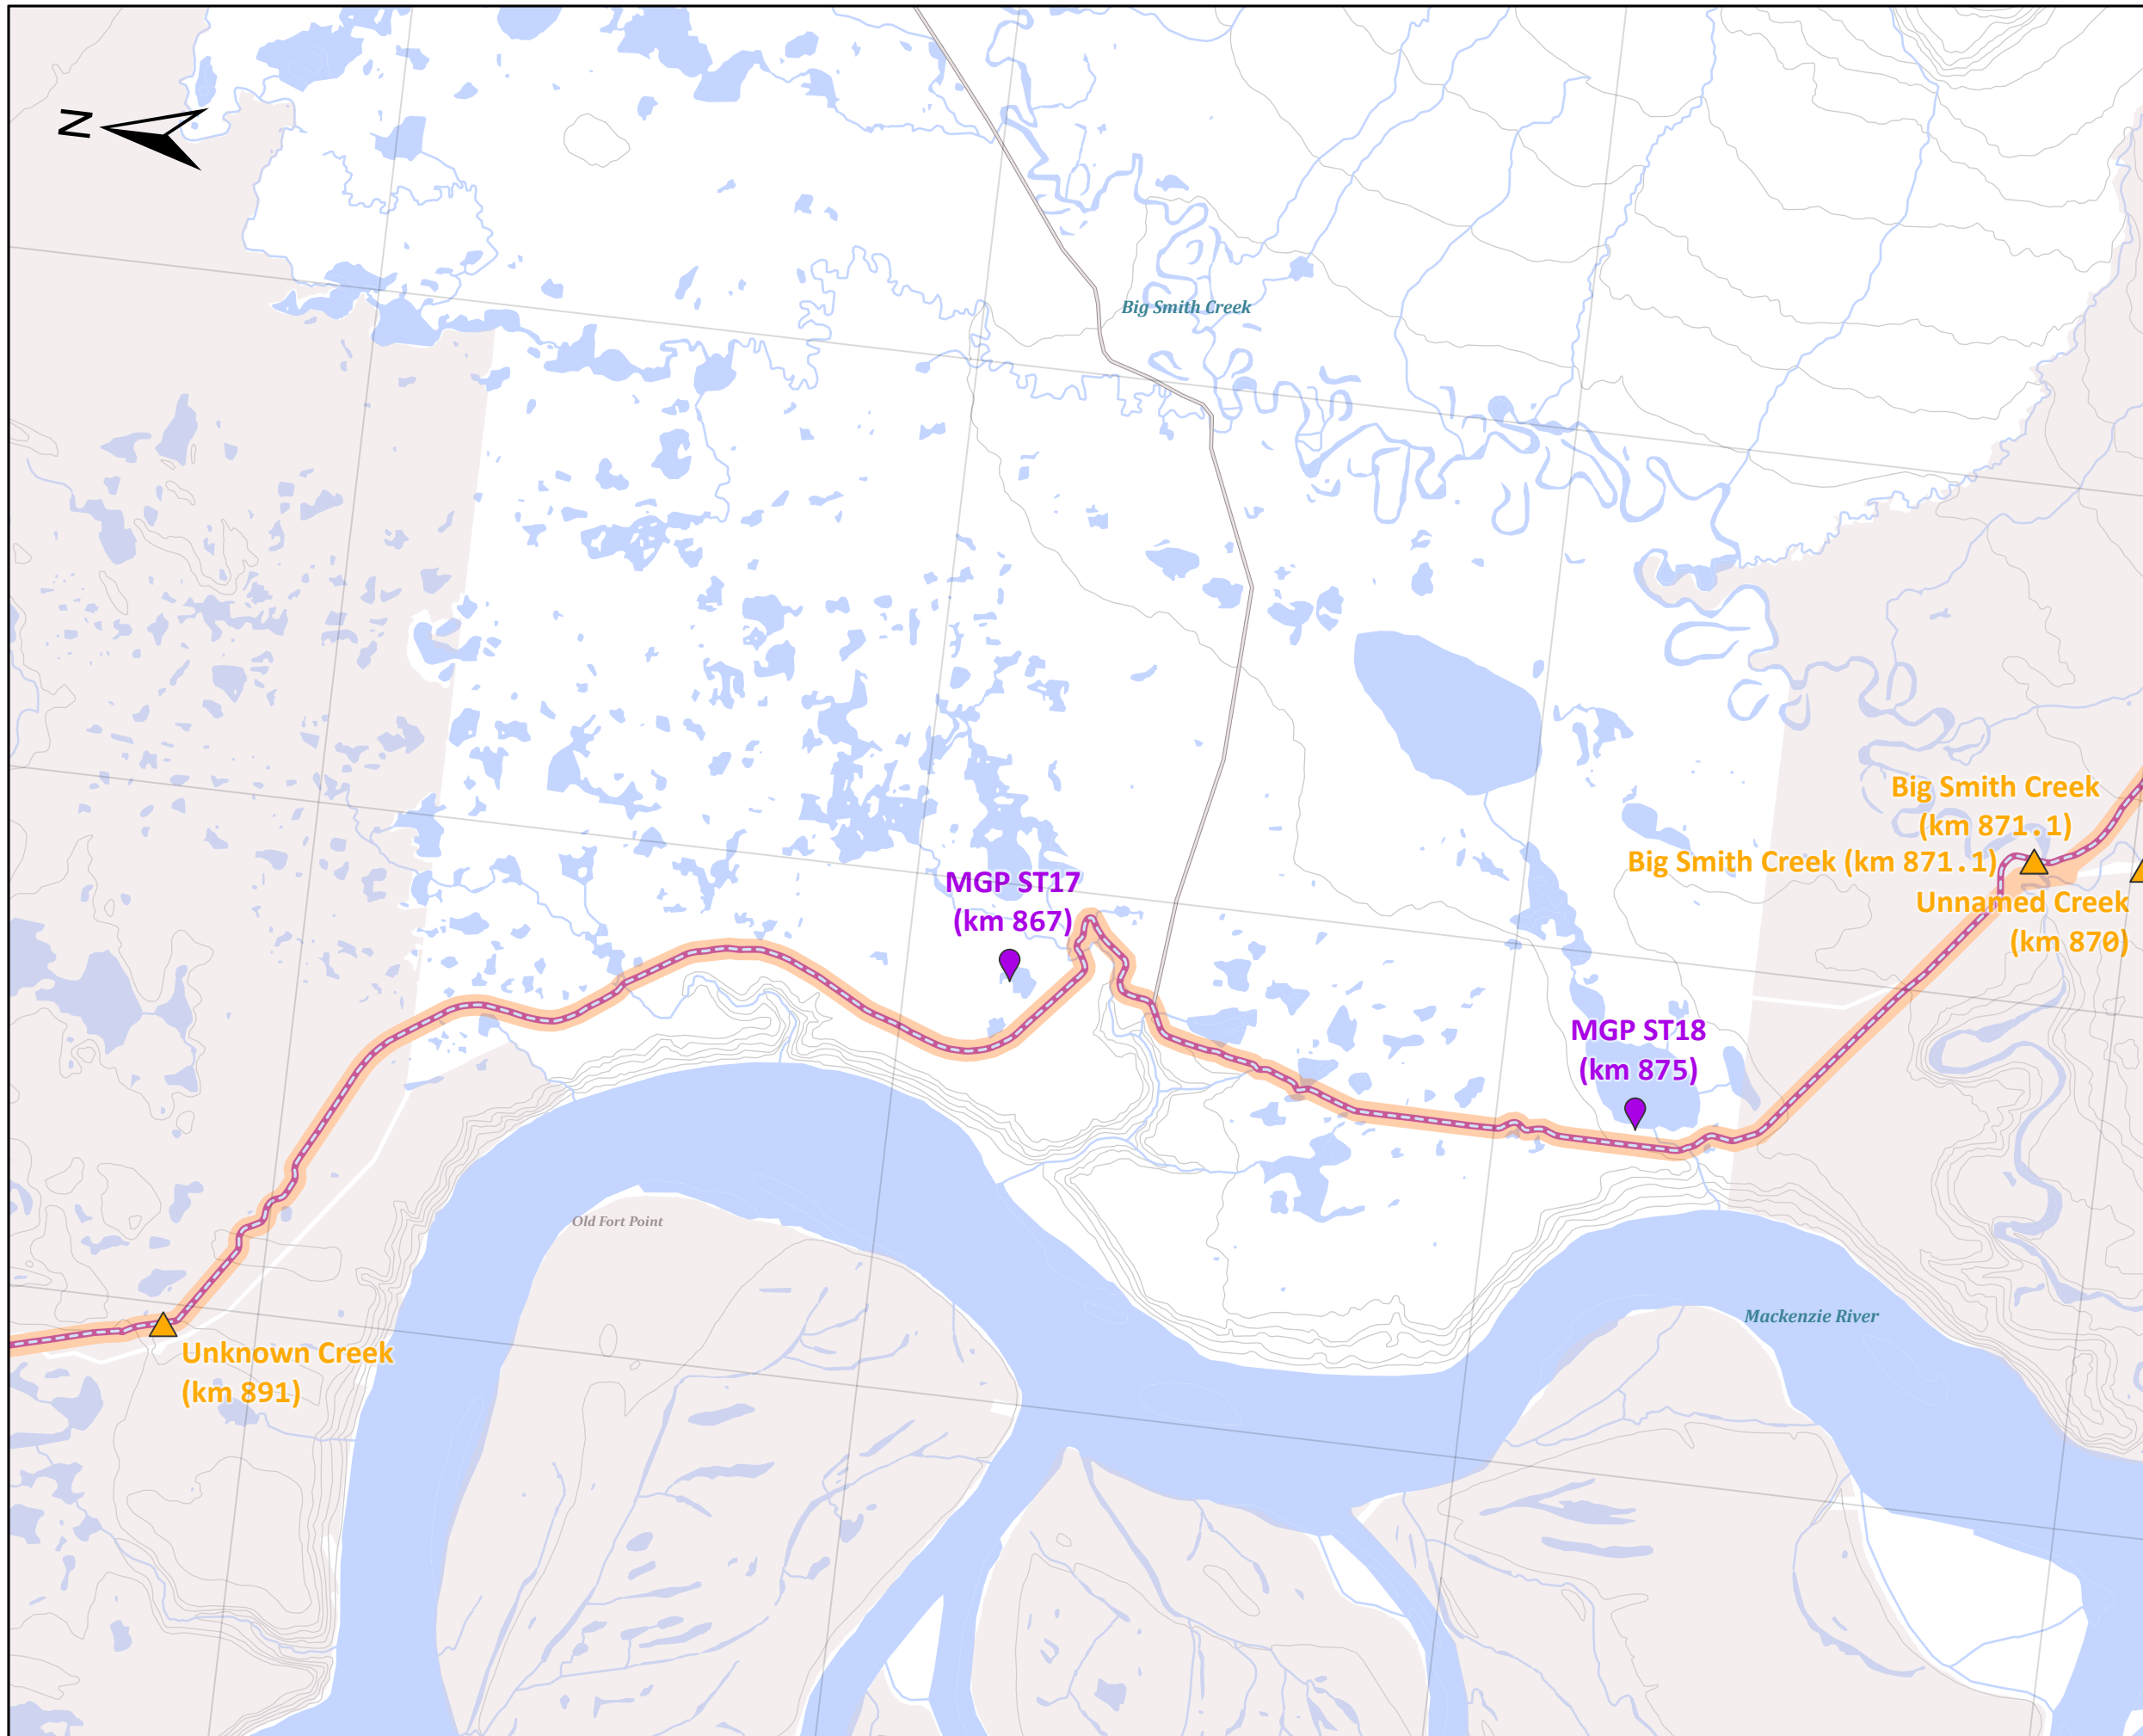 N
Big Smith Creek
Big Smith Creek
(km 871.1)
Big Smith Creek (km 871.1)
MGP ST17
(km 867)
Unnamed Creek
(km 870)
MGP ST18
(km 875)
Old Fort Point
Mackenzie River
Unknown Creek
(km 891)